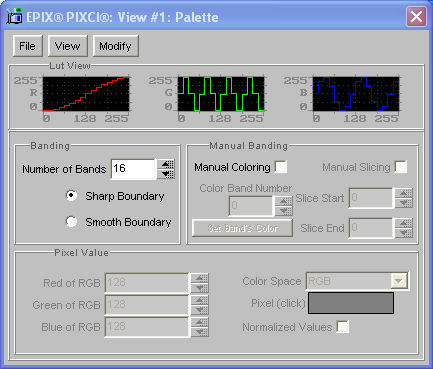 EPIX® PIXCI®: View #1: Palette
File View Modify
Lut View
255 R 0 0 128 255
255 G 0 0 128 255
255 B 0 0 128 255
Banding
Number of Bands 16
Sharp Boundary
Smooth Boundary
Manual Banding
Manual Coloring Manual Slicing
Color Band Number
0
Slice Start 0
Set Band's Color Slice End 0
Pixel Value
Red of RGB 128 Color Space RGB
Green of RGB 128 Pixel (click)
Blue of RGB 128 Normalized Values